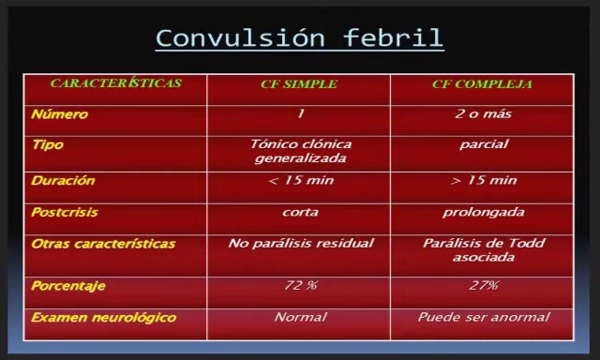 Convulsión febril
CARACTERÍSTICAS CF SIMPLE CF COMPLEJA
Número 1 2 o más
Tipo Tónico clónica generalizada parcial
Duración < 15 min > 15 min
Postcrisis corta prolongada
Otras características No parálisis residual Parálisis de Todd asociada
Porcentaje 72 % 27%
Examen neurológico Normal Puede ser anormal